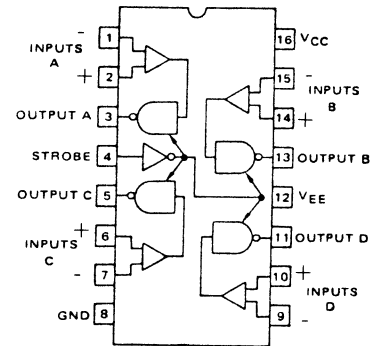 - 1
INPUTS A
+ 2
OUTPUT A 3
STROBE 4
OUTPUT C 5
+ 6
INPUTS C
- 7
GND 8
16 VCC
15 -
INPUTS B
14 +
13 OUTPUT B
12 VEE
11 OUTPUT D
10 +
INPUTS D
9 -